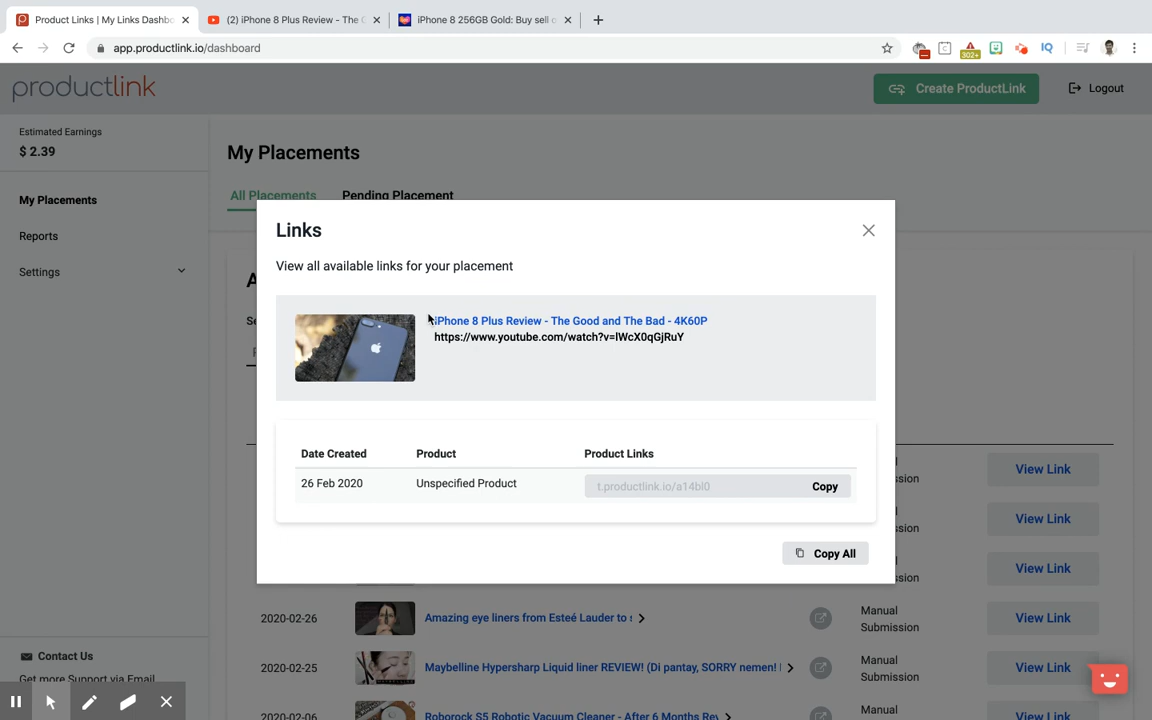 Product Links | My Links Dashbo
(2) iPhone 8 Plus Review - The G
iPhone 8 256GB Gold: Buy sell o
app.productlink.io/dashboard
302+
IQ
productlink
Create ProductLink
Logout
Estimated Earnings
$ 2.39
My Placements
Reports
Settings
Contact Us
Get more Support via Email
My Placements
All Placements
Pending Placement
Links
View all available links for your placement
iPhone 8 Plus Review - The Good and The Bad - 4K60P
https://www.youtube.com/watch?v=lWcX0qGjRuY
Date Created Product Product Links
26 Feb 2020 Unspecified Product t.productlink.io/a14bl0 Copy
Copy All
View Link
View Link
View Link
2020-02-26 Amazing eye liners from Esteé Lauder to s Manual Submission View Link
2020-02-25 Maybelline Hypersharp Liquid liner REVIEW! (Di pantay, SORRY nemen! Manual Submission View Link
2020-02-06 Roborock S5 Robotic Vacuum Cleaner - After 6 Months Rev Manual View Link